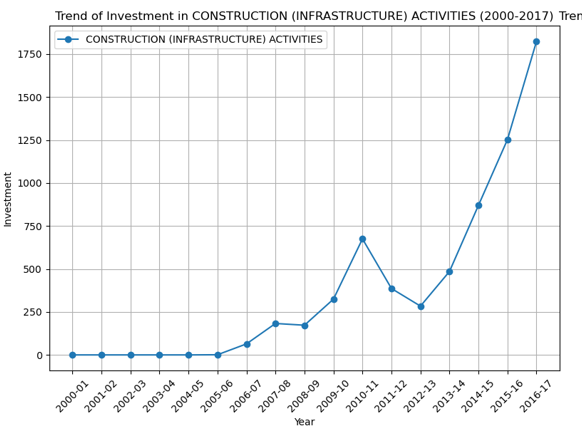 Trend of Investment in CONSTRUCTION (INFRASTRUCTURE) ACTIVITIES (2000-2017) Tren
CONSTRUCTION (INFRASTRUCTURE) ACTIVITIES
1750
1500
1250
1000
750
500
250
0
Investment
2000-01 2001-02 2002-03 2003-04 2004-05 2005-06 2006-07 2007-08 2008-09 2009-10 2010-11 2011-12 2012-13 2013-14 2014-15 2015-16 2016-17
Year